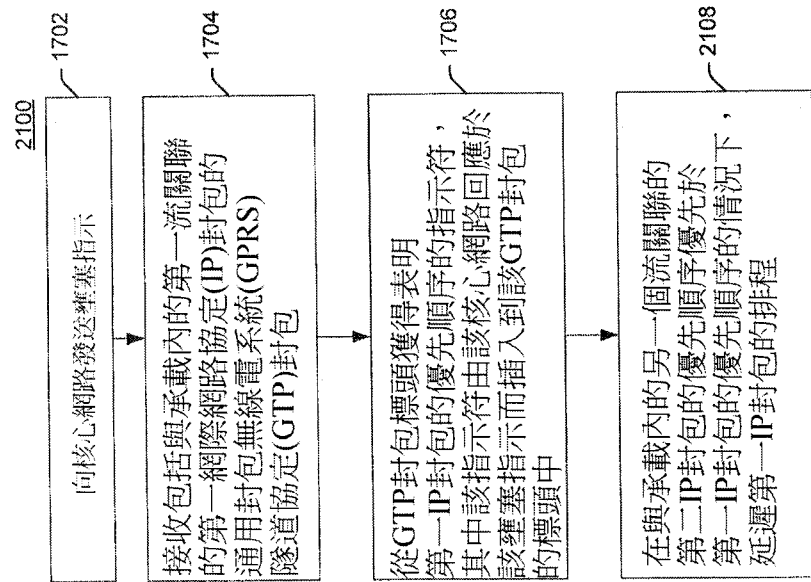 2100
向核心網路發送壅塞指示
1702
接收包括與承載內的第一流關聯
的第一網際網路協定(IP)封包的
通用封包無線電系統(GPRS)
隧道協定(GTP)封包
1704
從GTP封包標頭獲得表明
第一IP封包的優先順序的指示符，
其中該指示符由該核心網路回應於
該壅塞指示而插入到該GTP封包
的標頭中
1706
在與承載內的另一個流關聯的
第二IP封包的優先順序優先於
第一IP封包的優先順序的情況下，
延遲第一IP封包的排程
2108